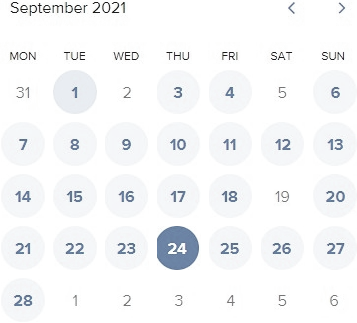 September 2021 < >
MON TUE WED THU FRI SAT SUN
31 1 2 3 4 5 6
7 8 9 10 11 12 13
14 15 16 17 18 19 20
21 22 23 24 25 26 27
28 1 2 3 4 5 6